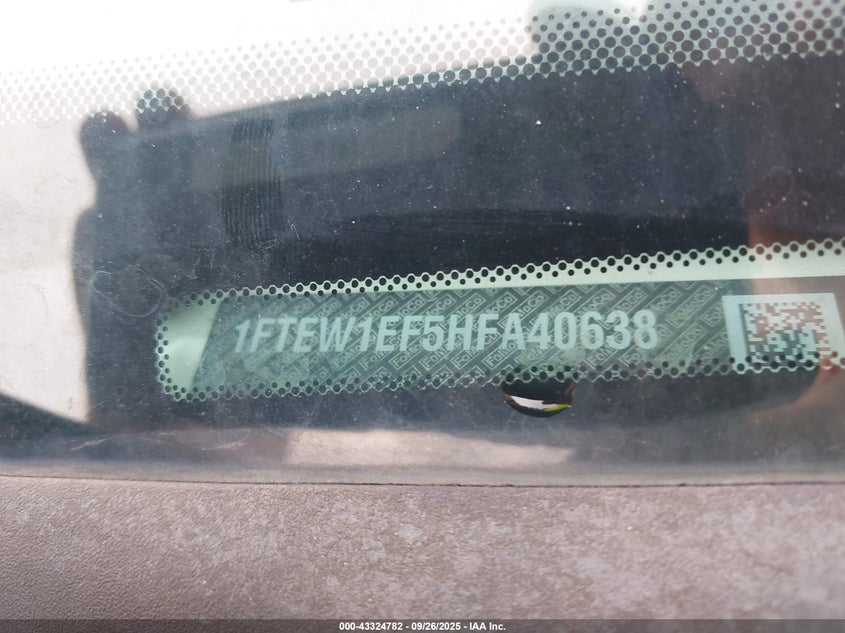 1FTEW1EF5HFA40638
000-43324782 - 09/26/2025 - IAA Inc.